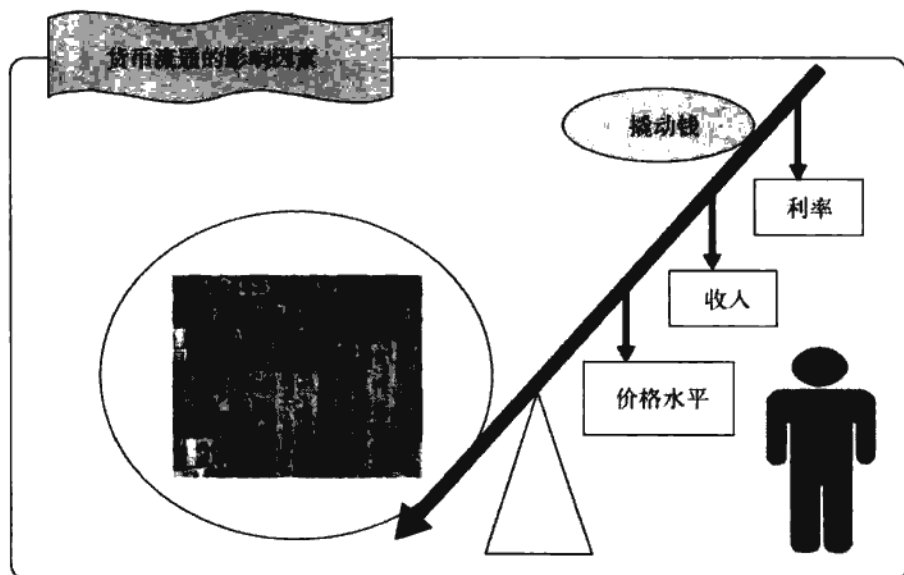 货币流通的影响因素
撬动钱
利率
收人
价格水平